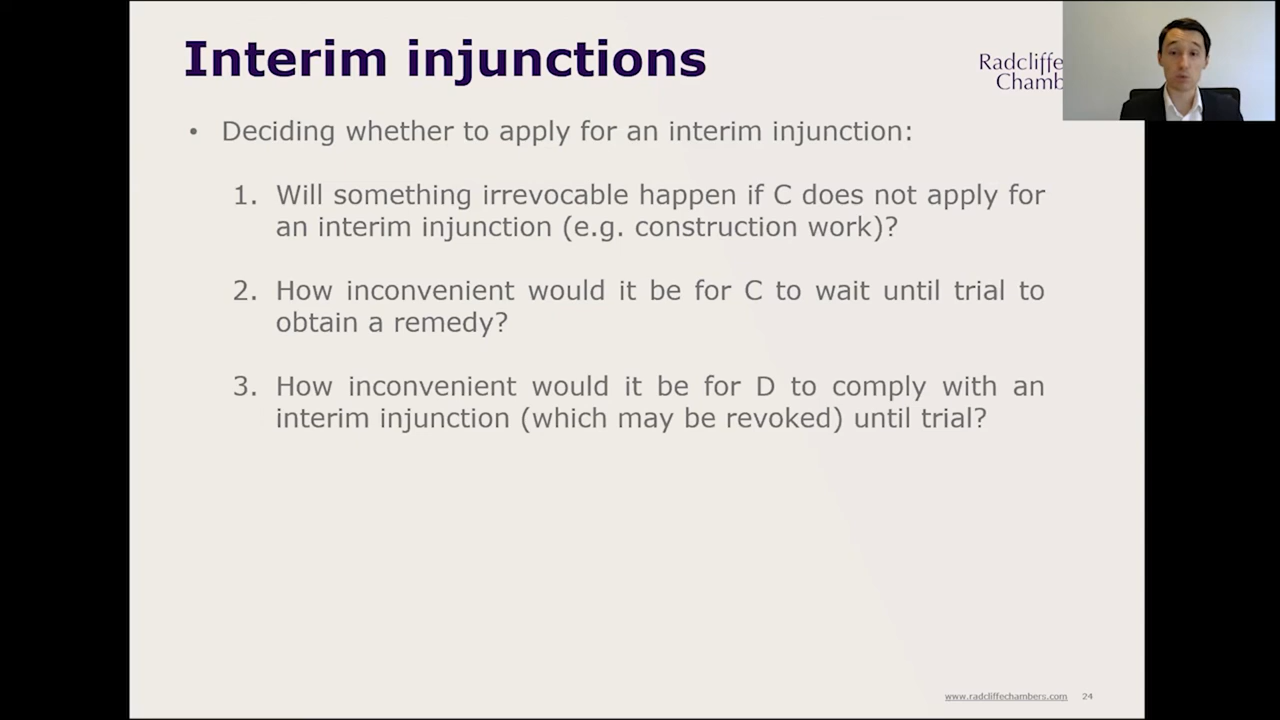 Interim injunctions
Radcliffe
Chamb
• Deciding whether to apply for an interim injunction:
1. Will something irrevocable happen if C does not apply for
an interim injunction (e.g. construction work)?
2. How inconvenient would it be for C to wait until trial to
obtain a remedy?
3. How inconvenient would it be for D to comply with an
interim injunction (which may be revoked) until trial?
www.radcliffechambers.com 24